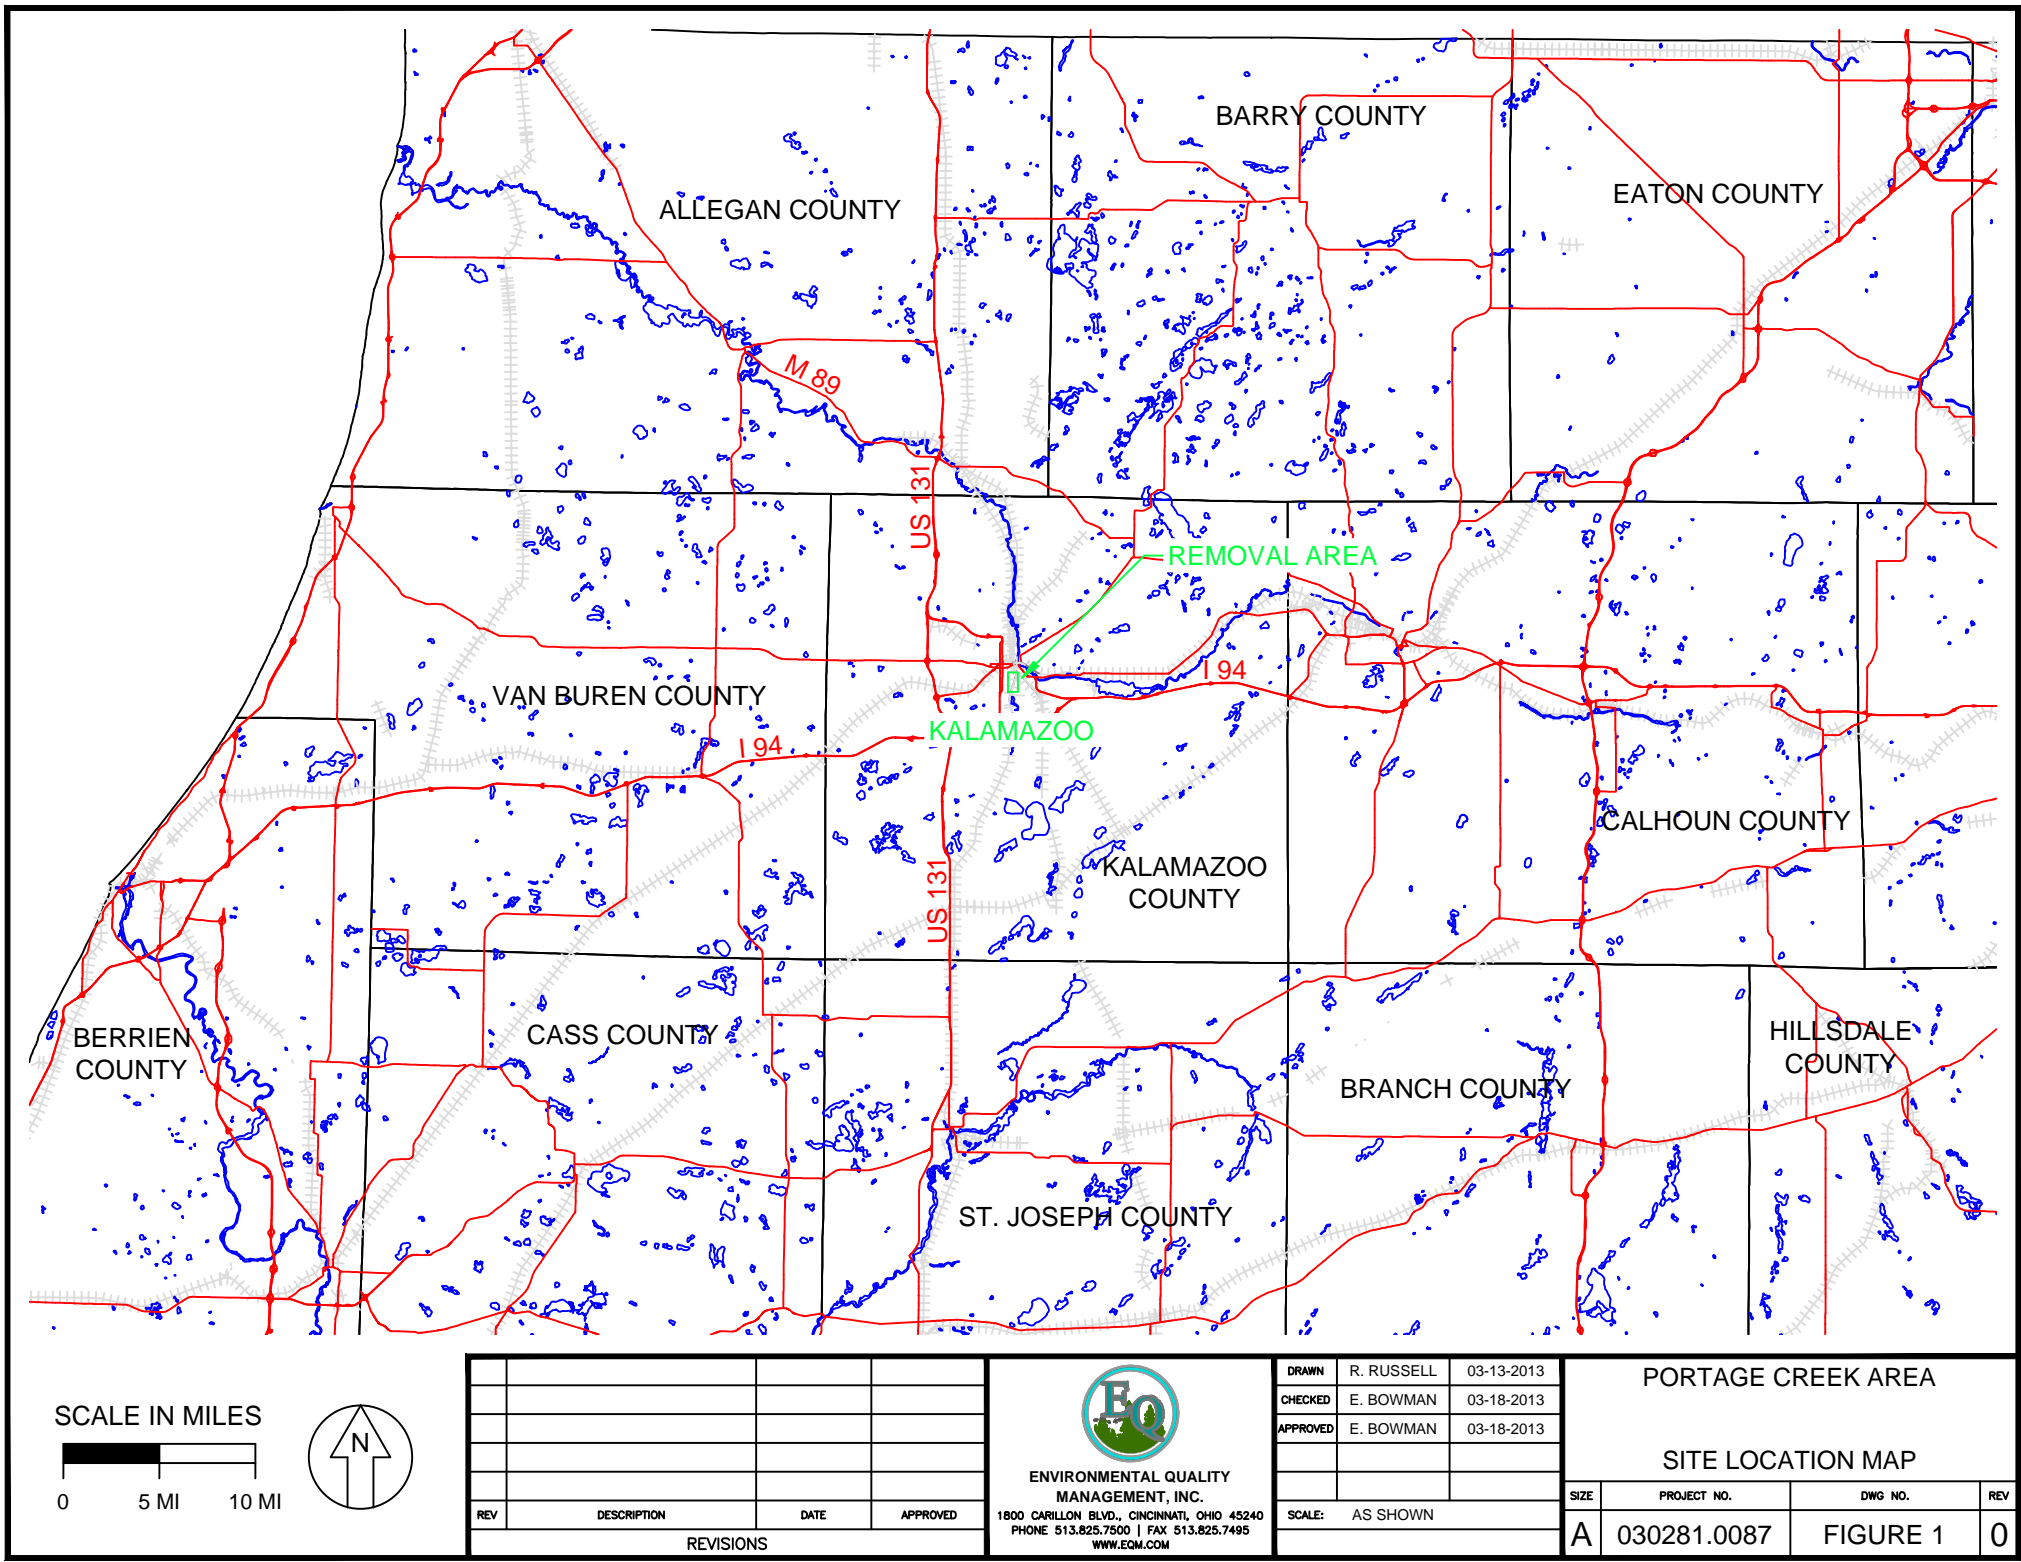 BARRY COUNTY
EATON COUNTY
ALLEGAN COUNTY
M 89
US 131
REMOVAL AREA
I 94
VAN BUREN COUNTY
KALAMAZOO
I 94
CALHOUN COUNTY
KALAMAZOO
COUNTY
US 131
BERRIEN
COUNTY
CASS COUNTY
HILLSDALE
COUNTY
BRANCH COUNTY
ST. JOSEPH COUNTY
SCALE IN MILES
0 5 MI 10 MI
N
REV DESCRIPTION DATE APPROVED
REVISIONS
EQ
ENVIRONMENTAL QUALITY
MANAGEMENT, INC.
1800 CARILLON BLVD., CINCINNATI, OHIO 45240
PHONE 513.825.7500 | FAX 513.825.7495
WWW.EQM.COM
DRAWN R. RUSSELL 03-13-2013
CHECKED E. BOWMAN 03-18-2013
APPROVED E. BOWMAN 03-18-2013
SCALE: AS SHOWN
PORTAGE CREEK AREA
SITE LOCATION MAP
SIZE PROJECT NO. DWG NO. REV
A 030281.0087 FIGURE 1 0